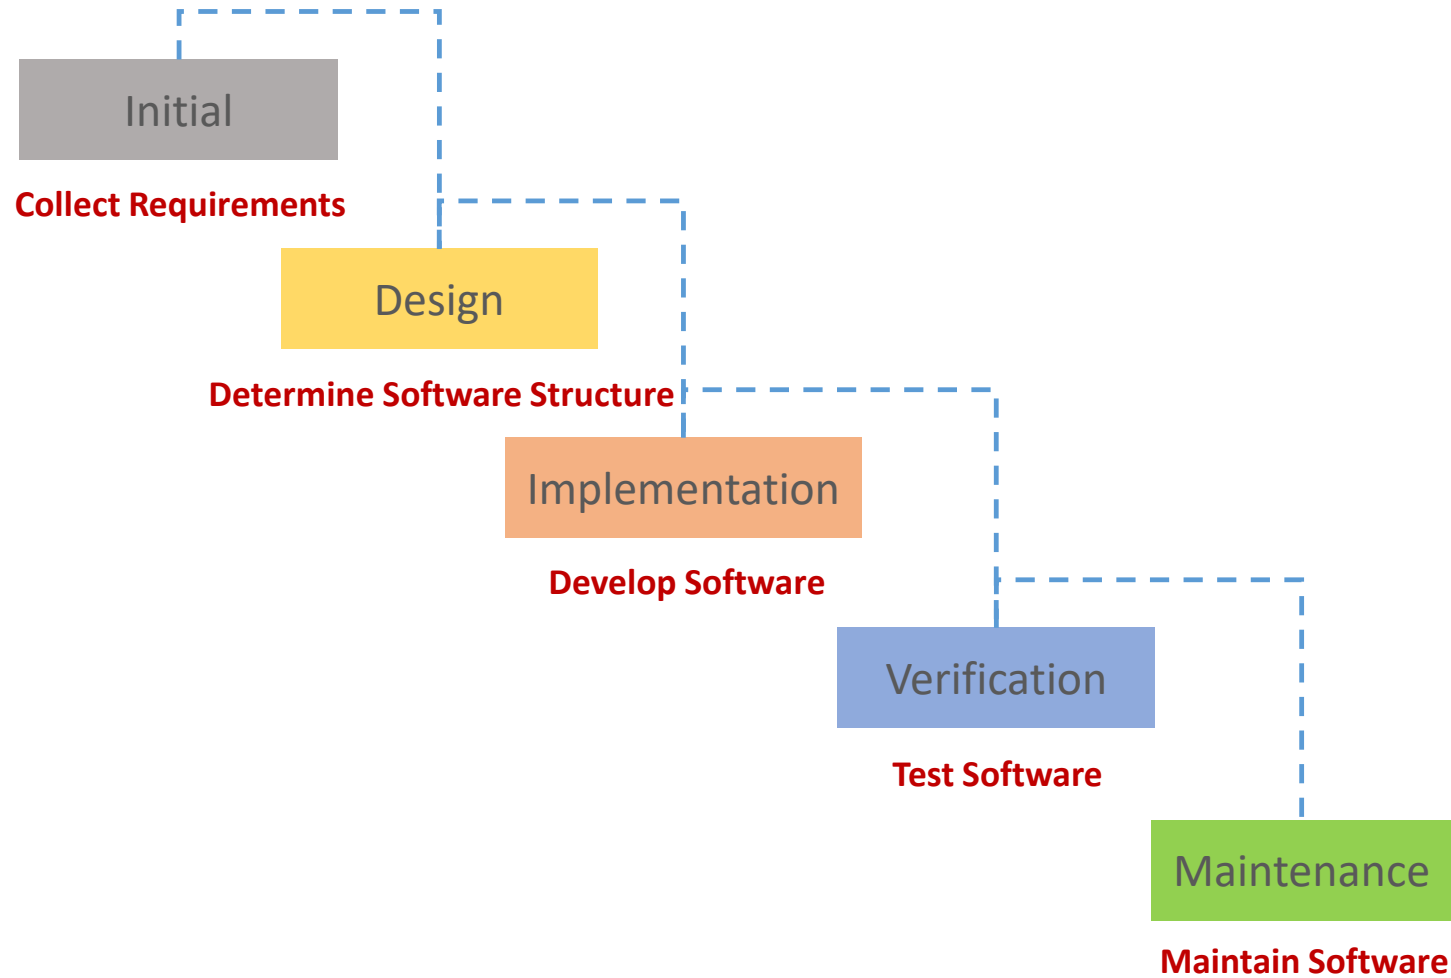 Initial
Collect Requirements
Design
Determine Software Structure
Implementation
Develop Software
Verification
Test Software
Maintenance
Maintain Software